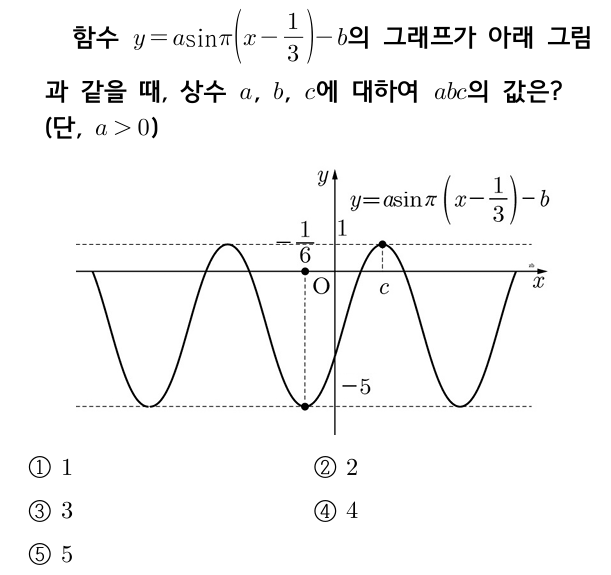 함수 y=asinπ(x-1/3)-b의 그래프가 아래 그림
과 같을 때, 상수 a, b, c에 대하여 abc의 값은?
(단, a>0)
y
y=asinπ(x-1/3)-b
-1/6
1
O
c
x
-5
① 1
② 2
③ 3
④ 4
⑤ 5